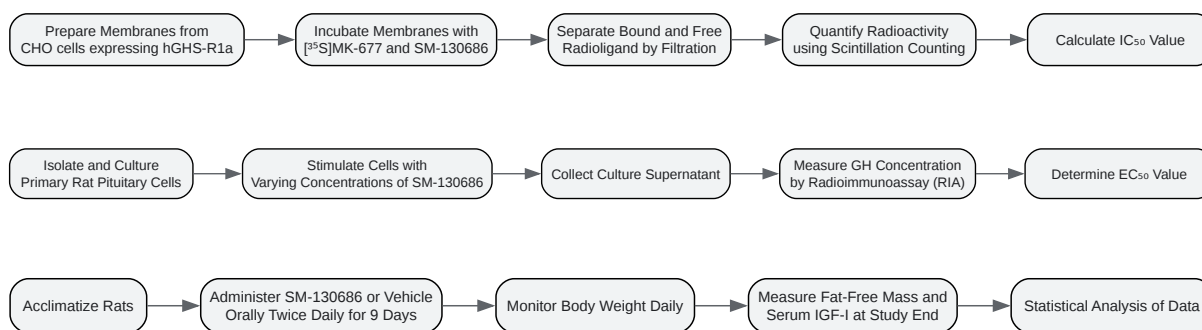 Prepare Membranes from
CHO cells expressing hGHS-R1a
Incubate Membranes with
[³⁵S]MK-677 and SM-130686
Separate Bound and Free
Radioligand by Filtration
Quantify Radioactivity
using Scintillation Counting
Calculate IC₅₀ Value
Isolate and Culture
Primary Rat Pituitary Cells
Stimulate Cells with
Varying Concentrations of SM-130686
Collect Culture Supernatant
Measure GH Concentration
by Radioimmunoassay (RIA)
Determine EC₅₀ Value
Acclimatize Rats
Administer SM-130686 or Vehicle
Orally Twice Daily for 9 Days
Monitor Body Weight Daily
Measure Fat-Free Mass and
Serum IGF-I at Study End
Statistical Analysis of Data